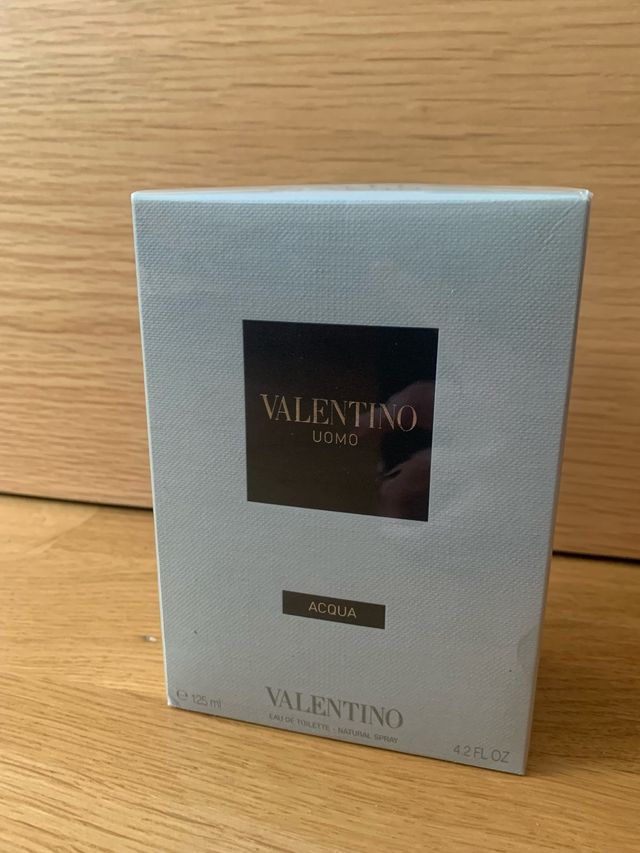 VALENTINO
UOMO
ACQUA
℮ 125 ml
VALENTINO
EAU DE TOILETTE - NATURAL SPRAY
4.2 FL OZ